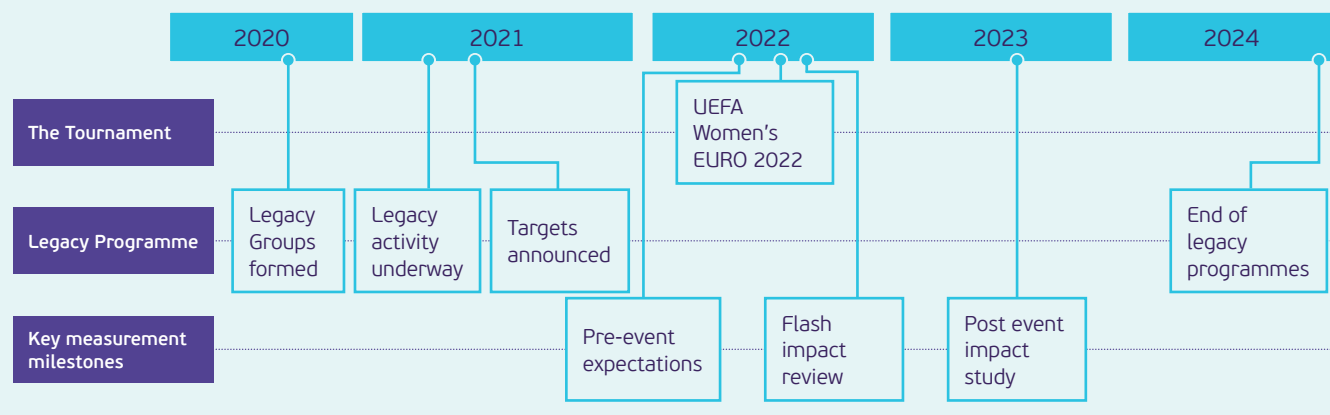 2020
2021
2022
2023
2024
The Tournament
UEFA
Women's
EURO 2022
Legacy Programme
Legacy
Groups
formed
Legacy
activity
underway
Targets
announced
End of
legacy
programmes
Key measurement
milestones
Pre-event
expectations
Flash
impact
review
Post event
impact
study